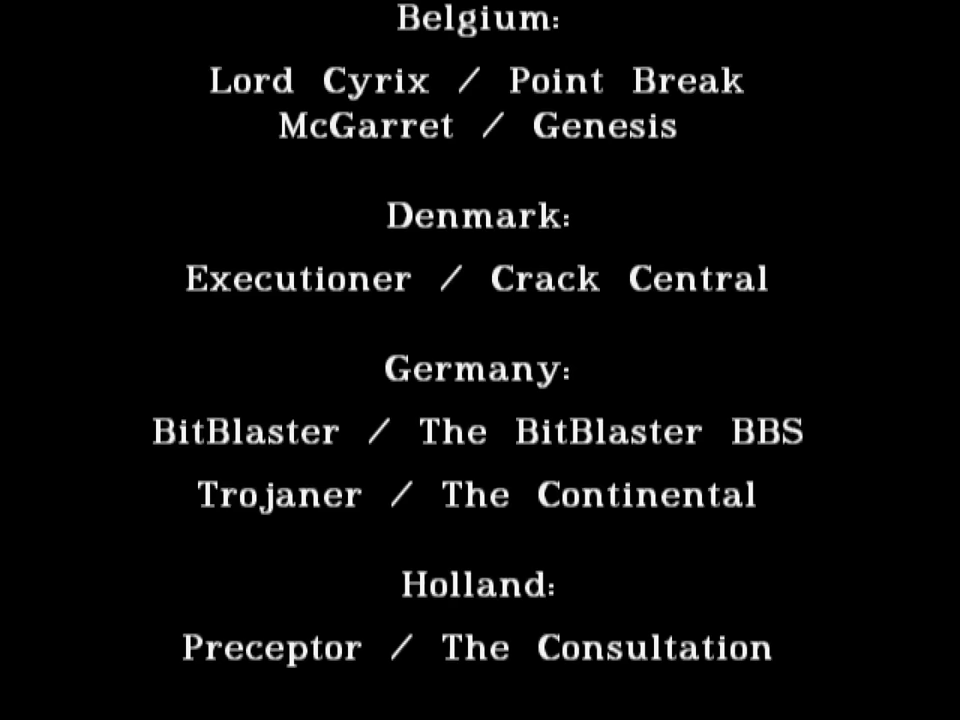 Belgium:
Lord Cyrix / Point Break
McGarret / Genesis
Denmark:
Executioner / Crack Central
Germany:
BitBlaster / The BitBlaster BBS
Trojaner / The Continental
Holland:
Preceptor / The Consultation